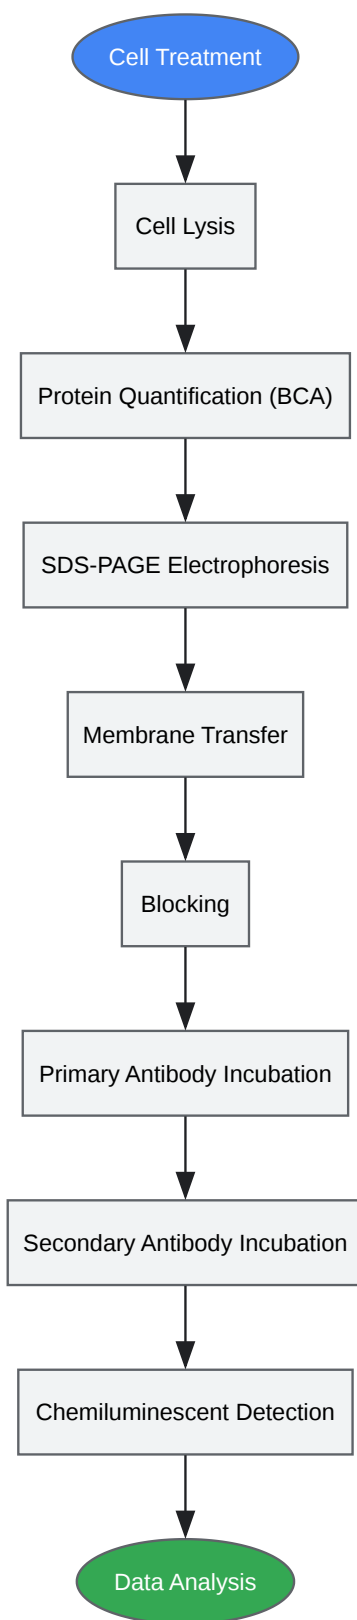 Cell Treatment
Cell Lysis
Protein Quantification (BCA)
SDS-PAGE Electrophoresis
Membrane Transfer
Blocking
Primary Antibody Incubation
Secondary Antibody Incubation
Chemiluminescent Detection
Data Analysis